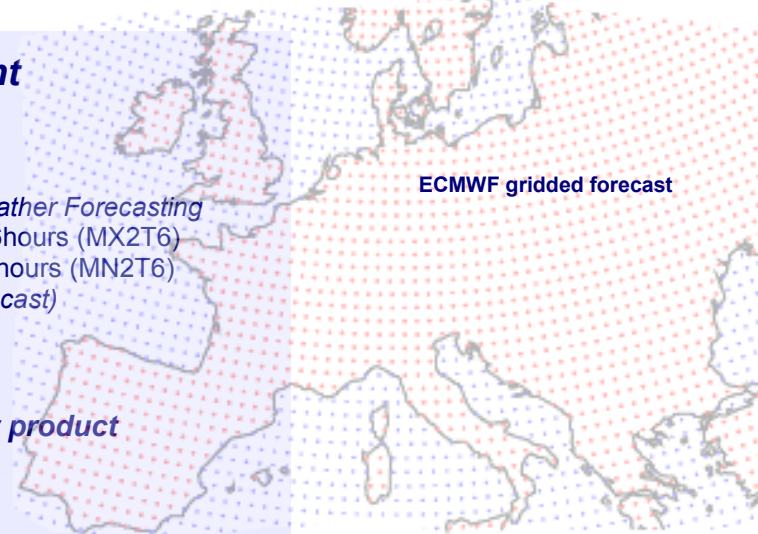 nt
ather Forecasting
hours (MX2T6)
hours (MN2T6)
cast)
product
ECMWF gridded forecast